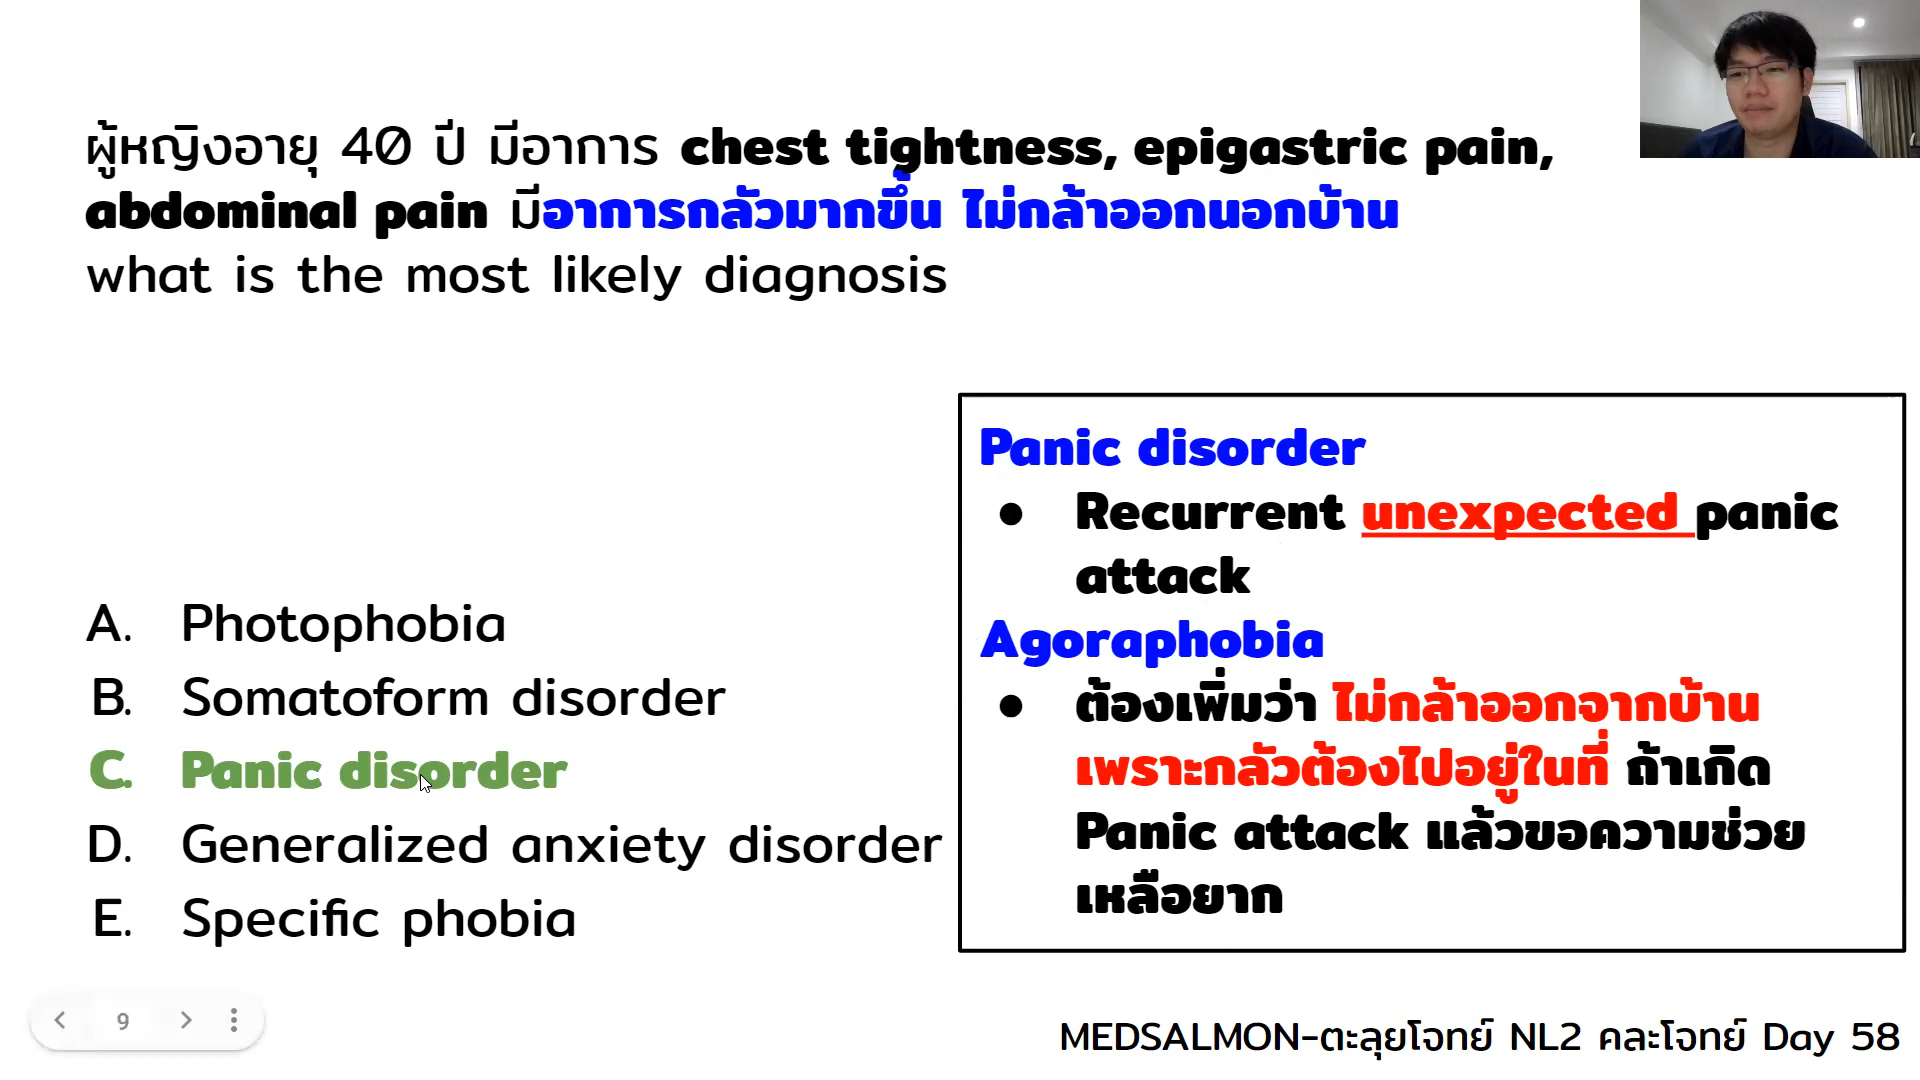 ผู้หญิงอายุ 40 ปี มีอาการ chest tightness, epigastric pain,
abdominal pain มีอาการกลัวมากขึ้น ไม่กล้าออกนอกบ้าน
what is the most likely diagnosis
A. Photophobia
B. Somatoform disorder
C. Panic disorder
D. Generalized anxiety disorder
E. Specific phobia
Panic disorder
● Recurrent unexpected panic
attack
Agoraphobia
● ต้องเพิ่มว่า ไม่กล้าออกจากบ้าน
เพราะกลัวต้องไปอยู่ในที่ ถ้าเกิด
Panic attack แล้วขอความช่วย
เหลือยาก
9
MEDSALMON-ตะลุยโจทย์ NL2 คละโจทย์ Day 58